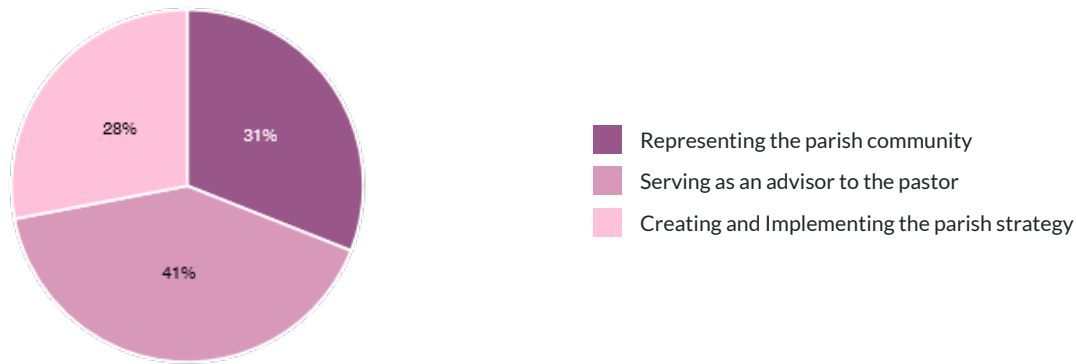 28%
31%
41%
Representing the parish community
Serving as an advisor to the pastor
Creating and Implementing the parish strategy